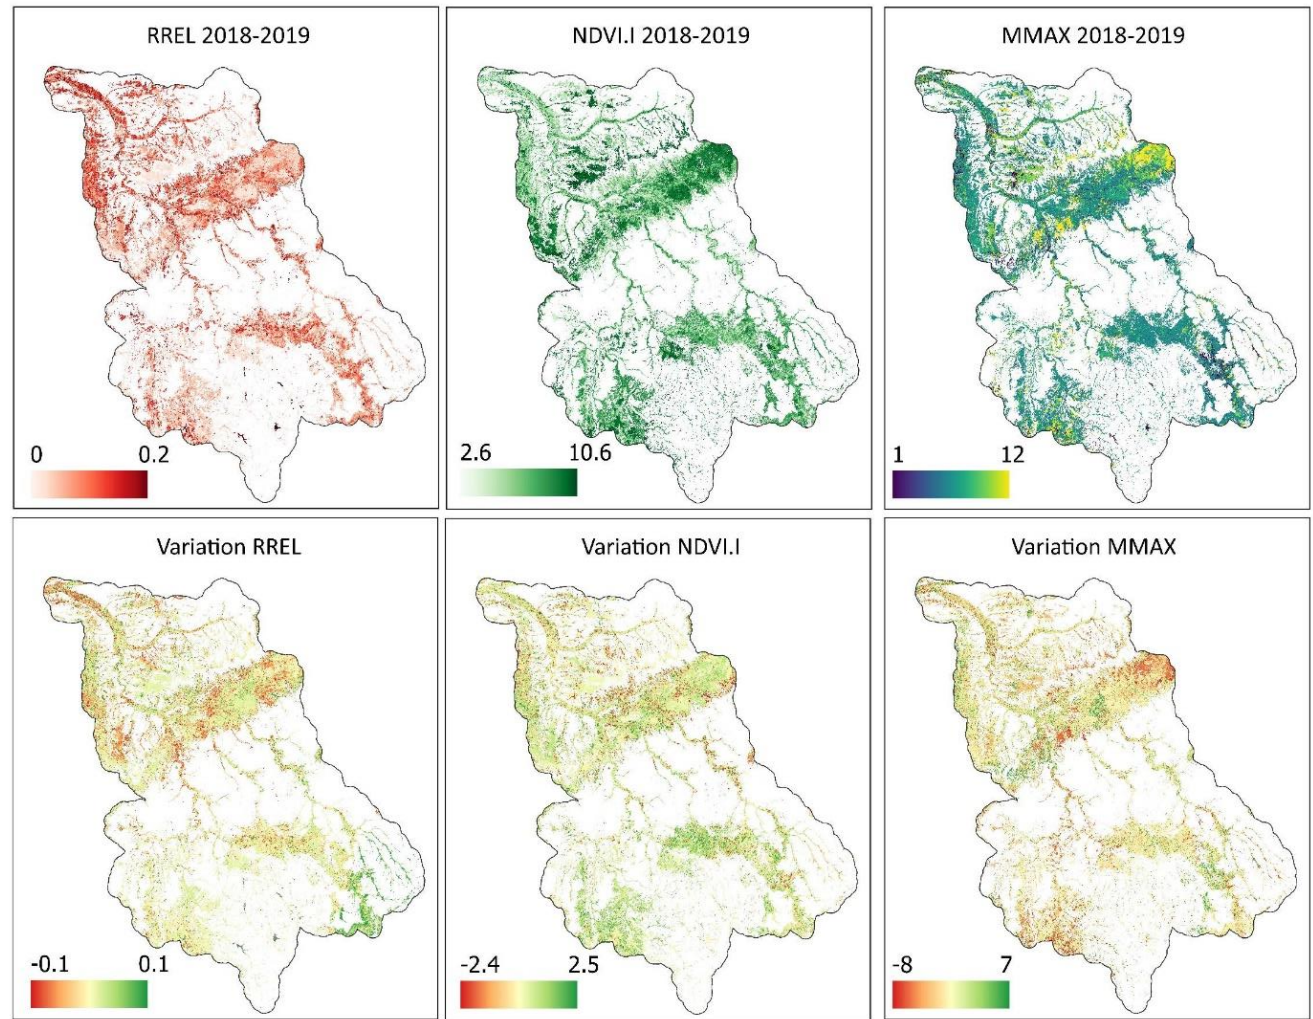 RREL 2018-2019
NDVI.I 2018-2019
MMAX 2018-2019
0 0.2
2.6 10.6
1 12
Variation RREL
Variation NDVI.I
Variation MMAX
-0.1 0.1
-2.4 2.5
-8 7